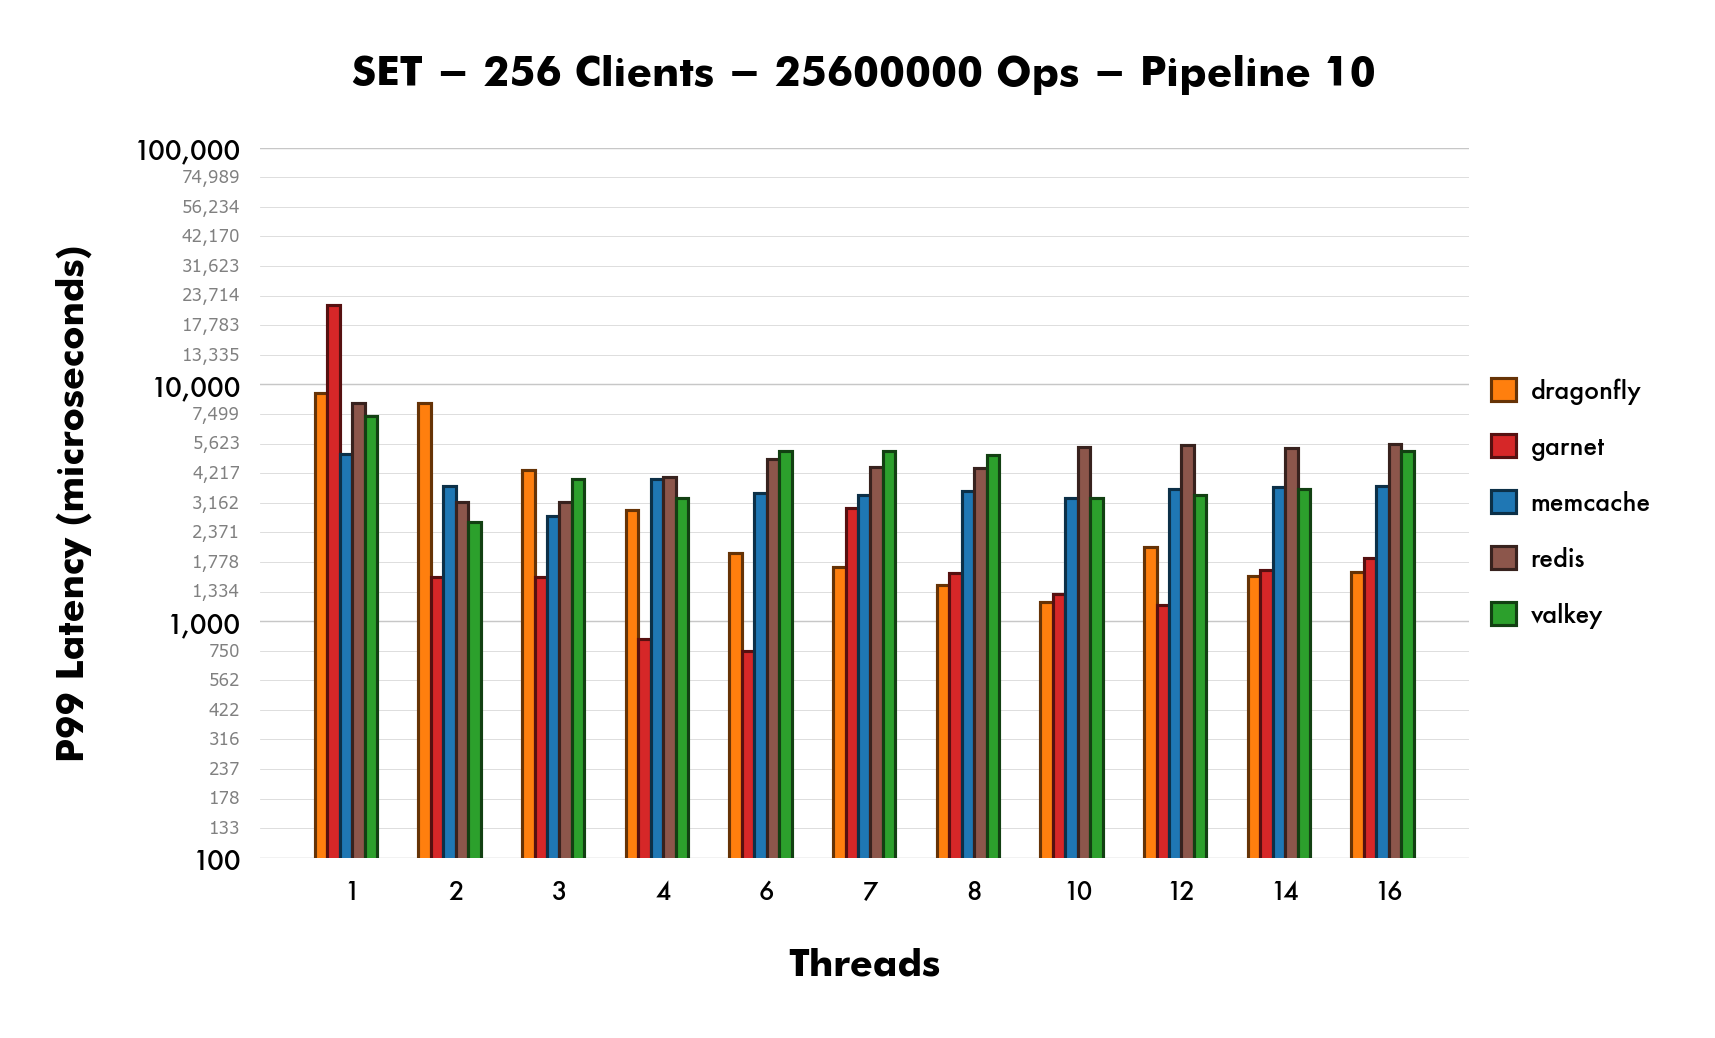 SET – 256 Clients – 25600000 Ops – Pipeline 10
P99 Latency (microseconds)
100,000
74,989
56,234
42,170
31,623
23,714
17,783
13,335
10,000
7,499
5,623
4,217
3,162
2,371
1,778
1,334
1,000
750
562
422
316
237
178
133
100
1 2 3 4 6 7 8 10 12 14 16
Threads
dragonfly
garnet
memcache
redis
valkey